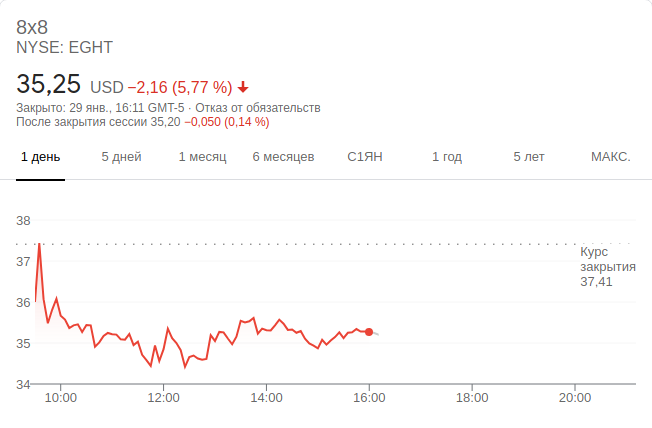 8x8
NYSE: EGHT
35,25 USD −2,16 (5,77 %)
Закрыто: 29 янв., 16:11 GMT-5 · Отказ от обязательств
После закрытия сессии 35,20 −0,050 (0,14 %)
1 день 5 дней 1 месяц 6 месяцев С1ЯН 1 год 5 лет МАКС.
38
37
36
35
34
Курс
закрытия
37,41
10:00 12:00 14:00 16:00 18:00 20:00